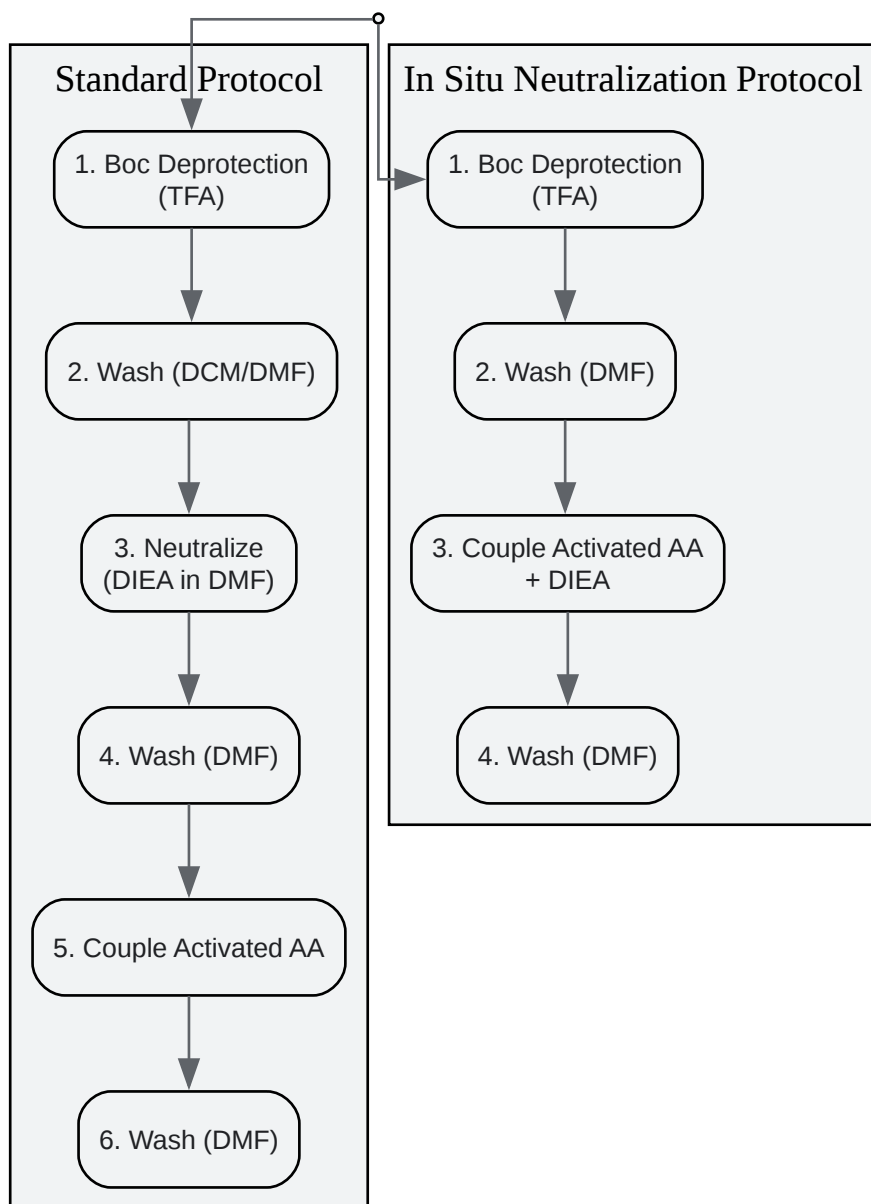 Standard Protocol
1. Boc Deprotection
(TFA)
2. Wash (DCM/DMF)
3. Neutralize
(DIEA in DMF)
4. Wash (DMF)
5. Couple Activated AA
6. Wash (DMF)
In Situ Neutralization Protocol
1. Boc Deprotection
(TFA)
2. Wash (DMF)
3. Couple Activated AA
+ DIEA
4. Wash (DMF)